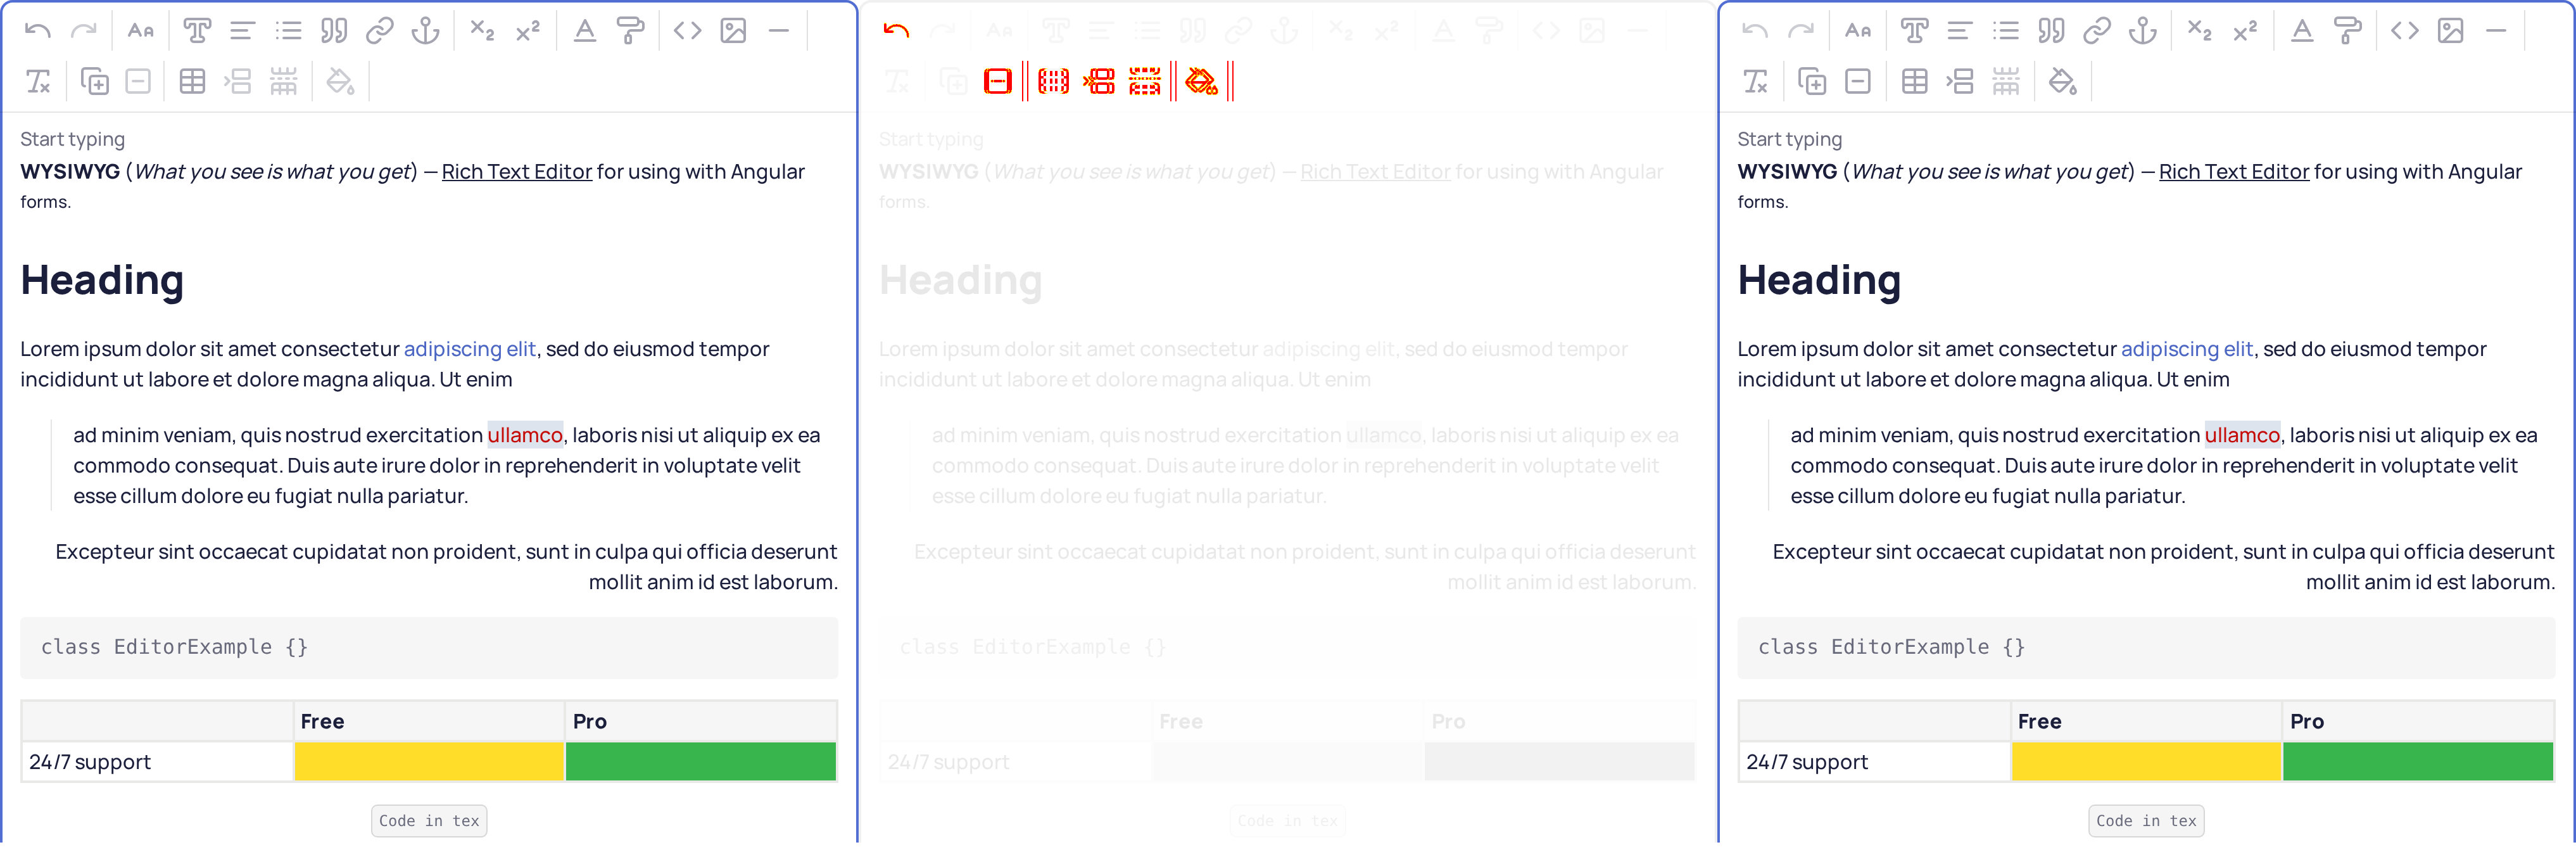 Start typing
WYSIWYG (What you see is what you get) — Rich Text Editor for using with Angular
forms.
Heading
Lorem ipsum dolor sit amet consectetur adipiscing elit, sed do eiusmod tempor
incididunt ut labore et dolore magna aliqua. Ut enim
ad minim veniam, quis nostrud exercitation ullamco, laboris nisi ut aliquip ex ea
commodo consequat. Duis aute irure dolor in reprehenderit in voluptate velit
esse cillum dolore eu fugiat nulla pariatur.
Excepteur sint occaecat cupidatat non proident, sunt in culpa qui officia deserunt
mollit anim id est laborum.
class EditorExample {}
Free Pro
24/7 support
Code in tex
Start typing
WYSIWYG (What you see is what you get) — Rich Text Editor for using with Angular
forms.
Heading
Lorem ipsum dolor sit amet consectetur adipiscing elit, sed do eiusmod tempor
incididunt ut labore et dolore magna aliqua. Ut enim
ad minim veniam, quis nostrud exercitation ullamco, laboris nisi ut aliquip ex ea
commodo consequat. Duis aute irure dolor in reprehenderit in voluptate velit
esse cillum dolore eu fugiat nulla pariatur.
Excepteur sint occaecat cupidatat non proident, sunt in culpa qui officia deserunt
mollit anim id est laborum.
class EditorExample {}
Free Pro
24/7 support
Code in tex
Start typing
WYSIWYG (What you see is what you get) — Rich Text Editor for using with Angular
forms.
Heading
Lorem ipsum dolor sit amet consectetur adipiscing elit, sed do eiusmod tempor
incididunt ut labore et dolore magna aliqua. Ut enim
ad minim veniam, quis nostrud exercitation ullamco, laboris nisi ut aliquip ex ea
commodo consequat. Duis aute irure dolor in reprehenderit in voluptate velit
esse cillum dolore eu fugiat nulla pariatur.
Excepteur sint occaecat cupidatat non proident, sunt in culpa qui officia deserunt
mollit anim id est laborum.
class EditorExample {}
Free Pro
24/7 support
Code in tex